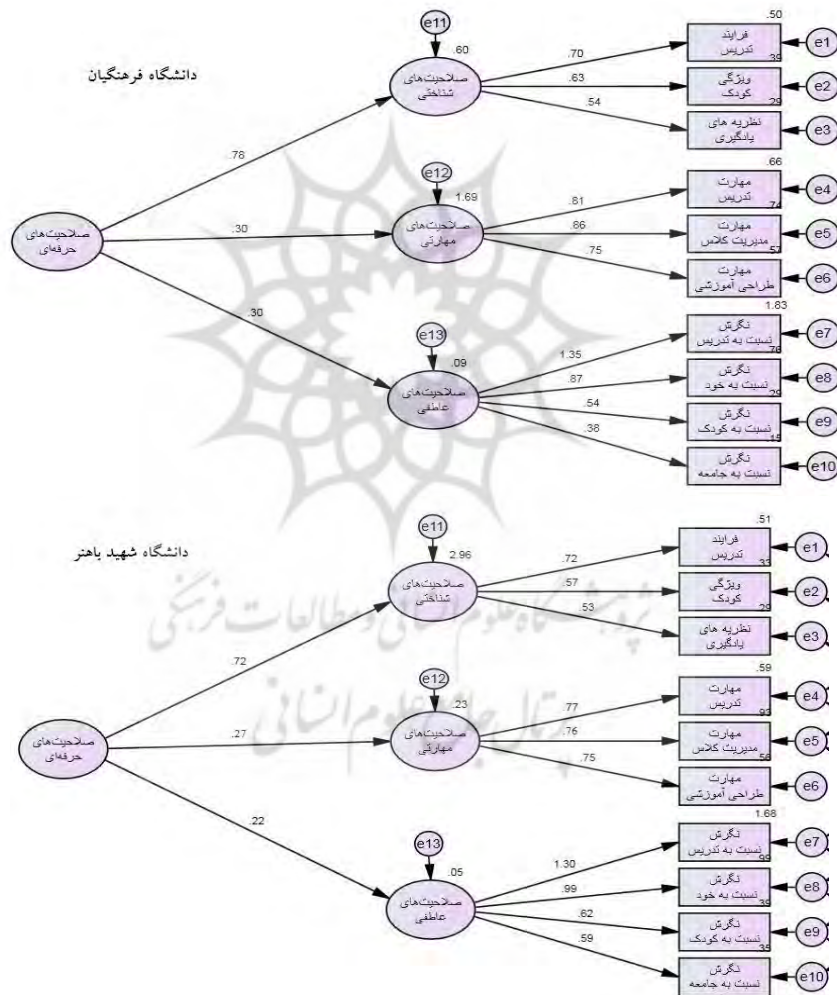 دانشگاه فرهنگیان
e11
.60
صلاحیت‌های
شناختی
.70
.63
.54
.50
فرایند
تدریس
e1
.39
ویژگی
کودک
e2
.29
نظریه های
یادگیری
e3
.78
صلاحیت‌های
حرفه‌ای
.30
.30
e12
1.69
صلاحیت‌های
مهارتی
.81
.86
.75
.66
مهارت
تدریس
e4
.74
مهارت
مدیریت کلاس
e5
.57
مهارت
طراحی آموزشی
e6
e13
.09
صلاحیت‌های
عاطفی
1.35
.87
.54
.38
1.83
نگرش
نسبت به تدریس
e7
.76
نگرش
نسبت به خود
e8
.29
نگرش
نسبت به کودک
e9
.15
نگرش
نسبت به جامعه
e10
دانشگاه شهید باهنر
e11
2.96
صلاحیت‌های
شناختی
.72
.57
.53
.51
فرایند
تدریس
e1
.33
ویژگی
کودک
e2
.29
نظریه های
یادگیری
e3
پژوهشگاه علوم انسانی و مطالعات فرهنگی
پرتال جامع علوم انسانی
.72
صلاحیت‌های
حرفه‌ای
.27
.22
e12
.23
صلاحیت‌های
مهارتی
.77
.76
.75
.59
مهارت
تدریس
e4
.93
مهارت
مدیریت کلاس
e5
.56
مهارت
طراحی آموزشی
e6
e13
.05
صلاحیت‌های
عاطفی
1.30
.99
.62
.59
1.68
نگرش
نسبت به تدریس
e7
.99
نگرش
نسبت به خود
e8
.39
نگرش
نسبت به کودک
e9
.35
نگرش
نسبت به جامعه
e10